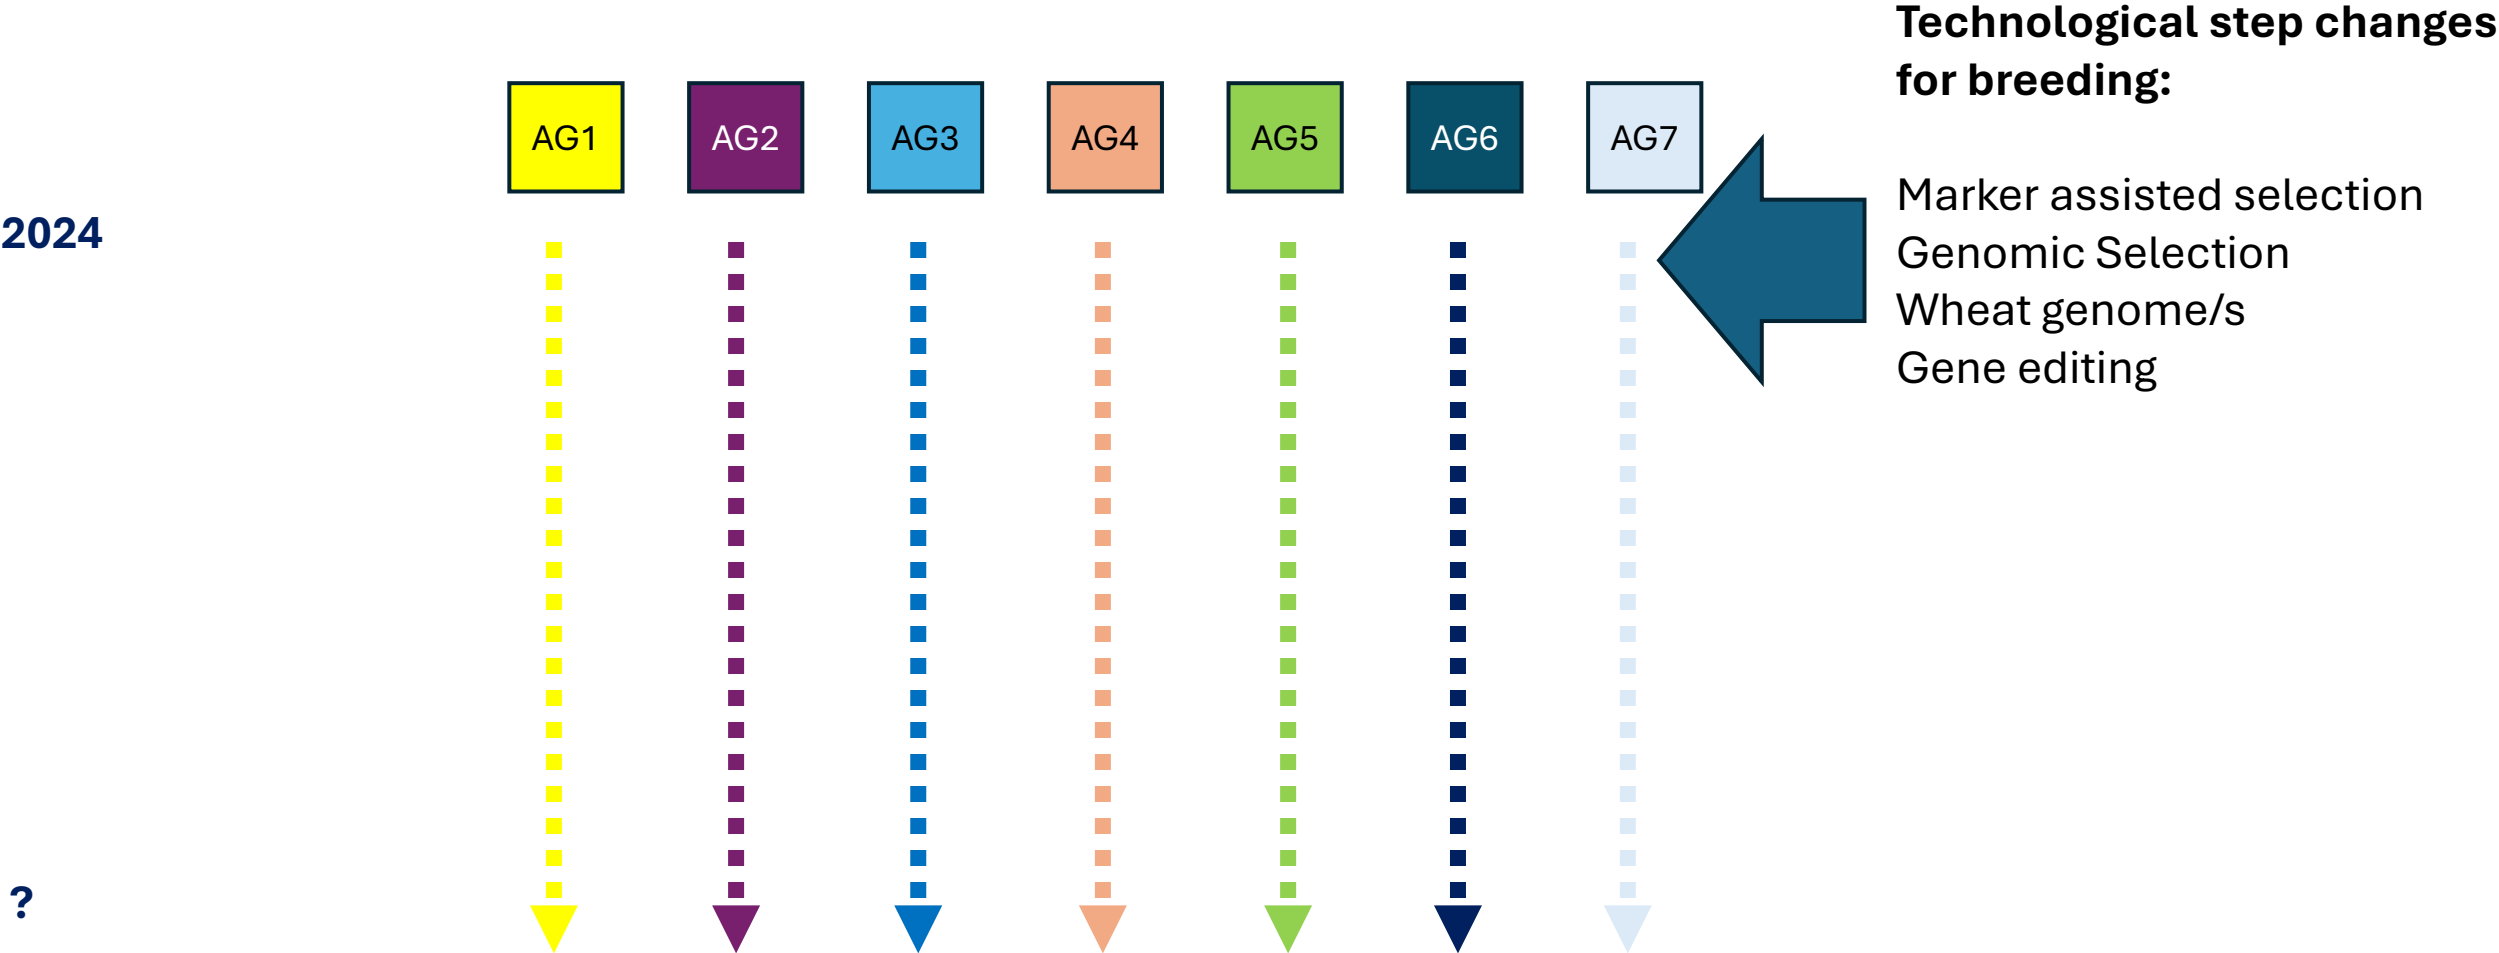 Technological step changes
for breeding:
AG1 AG2 AG3 AG4 AG5 AG6 AG7
Marker assisted selection
Genomic Selection
Wheat genome/s
Gene editing
2024
?